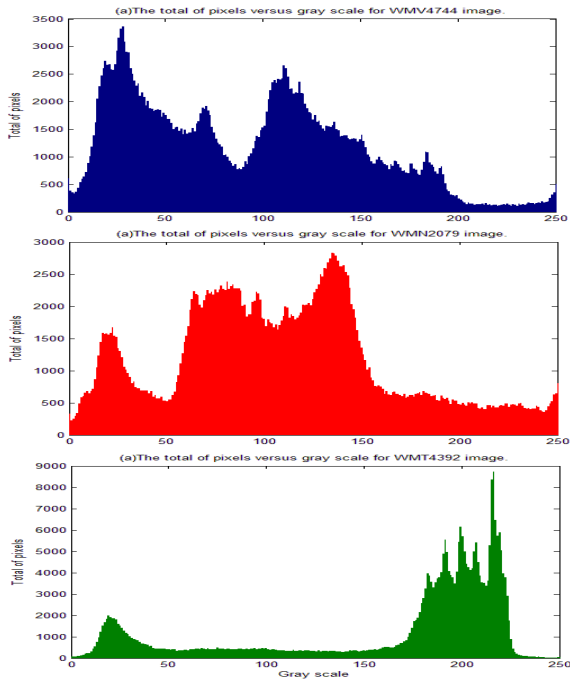 (a)The total of pixels versus gray scale for WMV4744 image.
3500
3000
2500
2000
1500
1000
500
0
Total of pixels
0 50 100 150 200 250
(a)The total of pixels versus gray scale for WMN2079 image.
3000
2500
2000
1500
1000
500
0
Total of pixels
0 50 100 150 200 250
(a)The total of pixels versus gray scale for WMT4392 image.
9000
8000
7000
6000
5000
4000
3000
2000
1000
0
Total of pixels
0 50 100 150 200 250
Gray scale